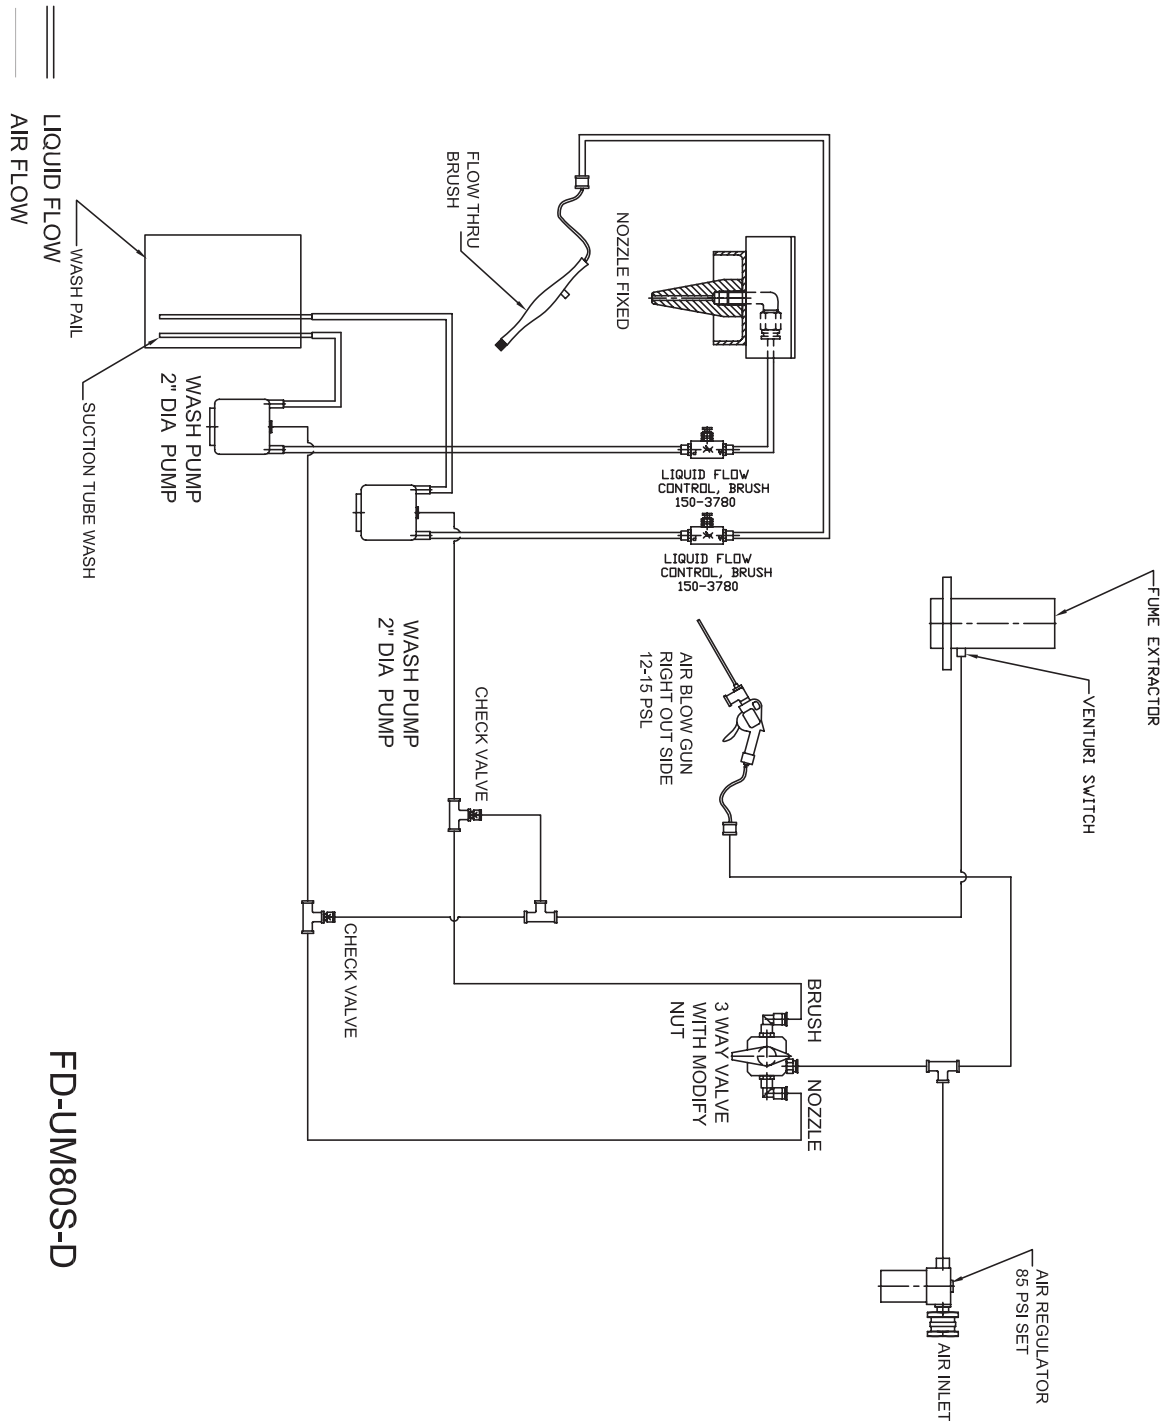 FUME EXTRACTOR
VENTURI SWITCH
AIR REGULATOR
85 PSI SET
AIR INLET
BRUSH
NOZZLE
3 WAY VALVE
WITH MODIFY
NUT
NOZZLE FIXED
LIQUID FLOW
CONTROL, BRUSH
150-3780
LIQUID FLOW
CONTROL, BRUSH
150-3780
AIR BLOW GUN
RIGHT OUT SIDE
12-15 PSL
FLOW THRU
BRUSH
CHECK VALVE
CHECK VALVE
WASH PUMP
2" DIA PUMP
WASH PUMP
2" DIA PUMP
WASH PAIL
SUCTION TUBE WASH
LIQUID FLOW
AIR FLOW
FD-UM80S-D